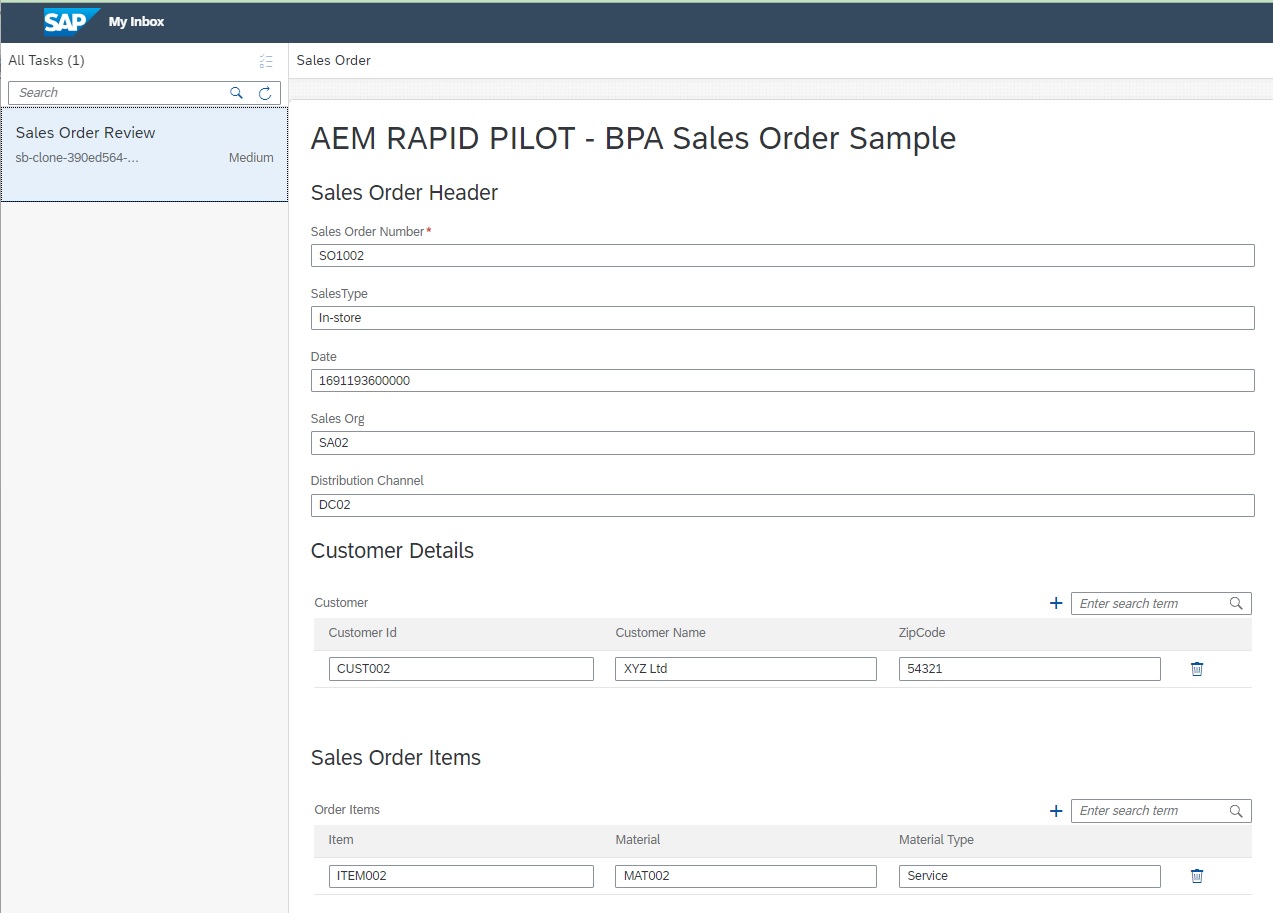 SAP My Inbox
All Tasks (1)
Search
Sales Order Review
sb-clone-390ed564-... Medium
Sales Order
AEM RAPID PILOT - BPA Sales Order Sample
Sales Order Header
Sales Order Number*
SO1002
SalesType
In-store
Date
1691193600000
Sales Org
SA02
Distribution Channel
DC02
Customer Details
Customer + Enter search term
Customer Id Customer Name ZipCode
CUST002 XYZ Ltd 54321
Sales Order Items
Order Items + Enter search term
Item Material Material Type
ITEM002 MAT002 Service